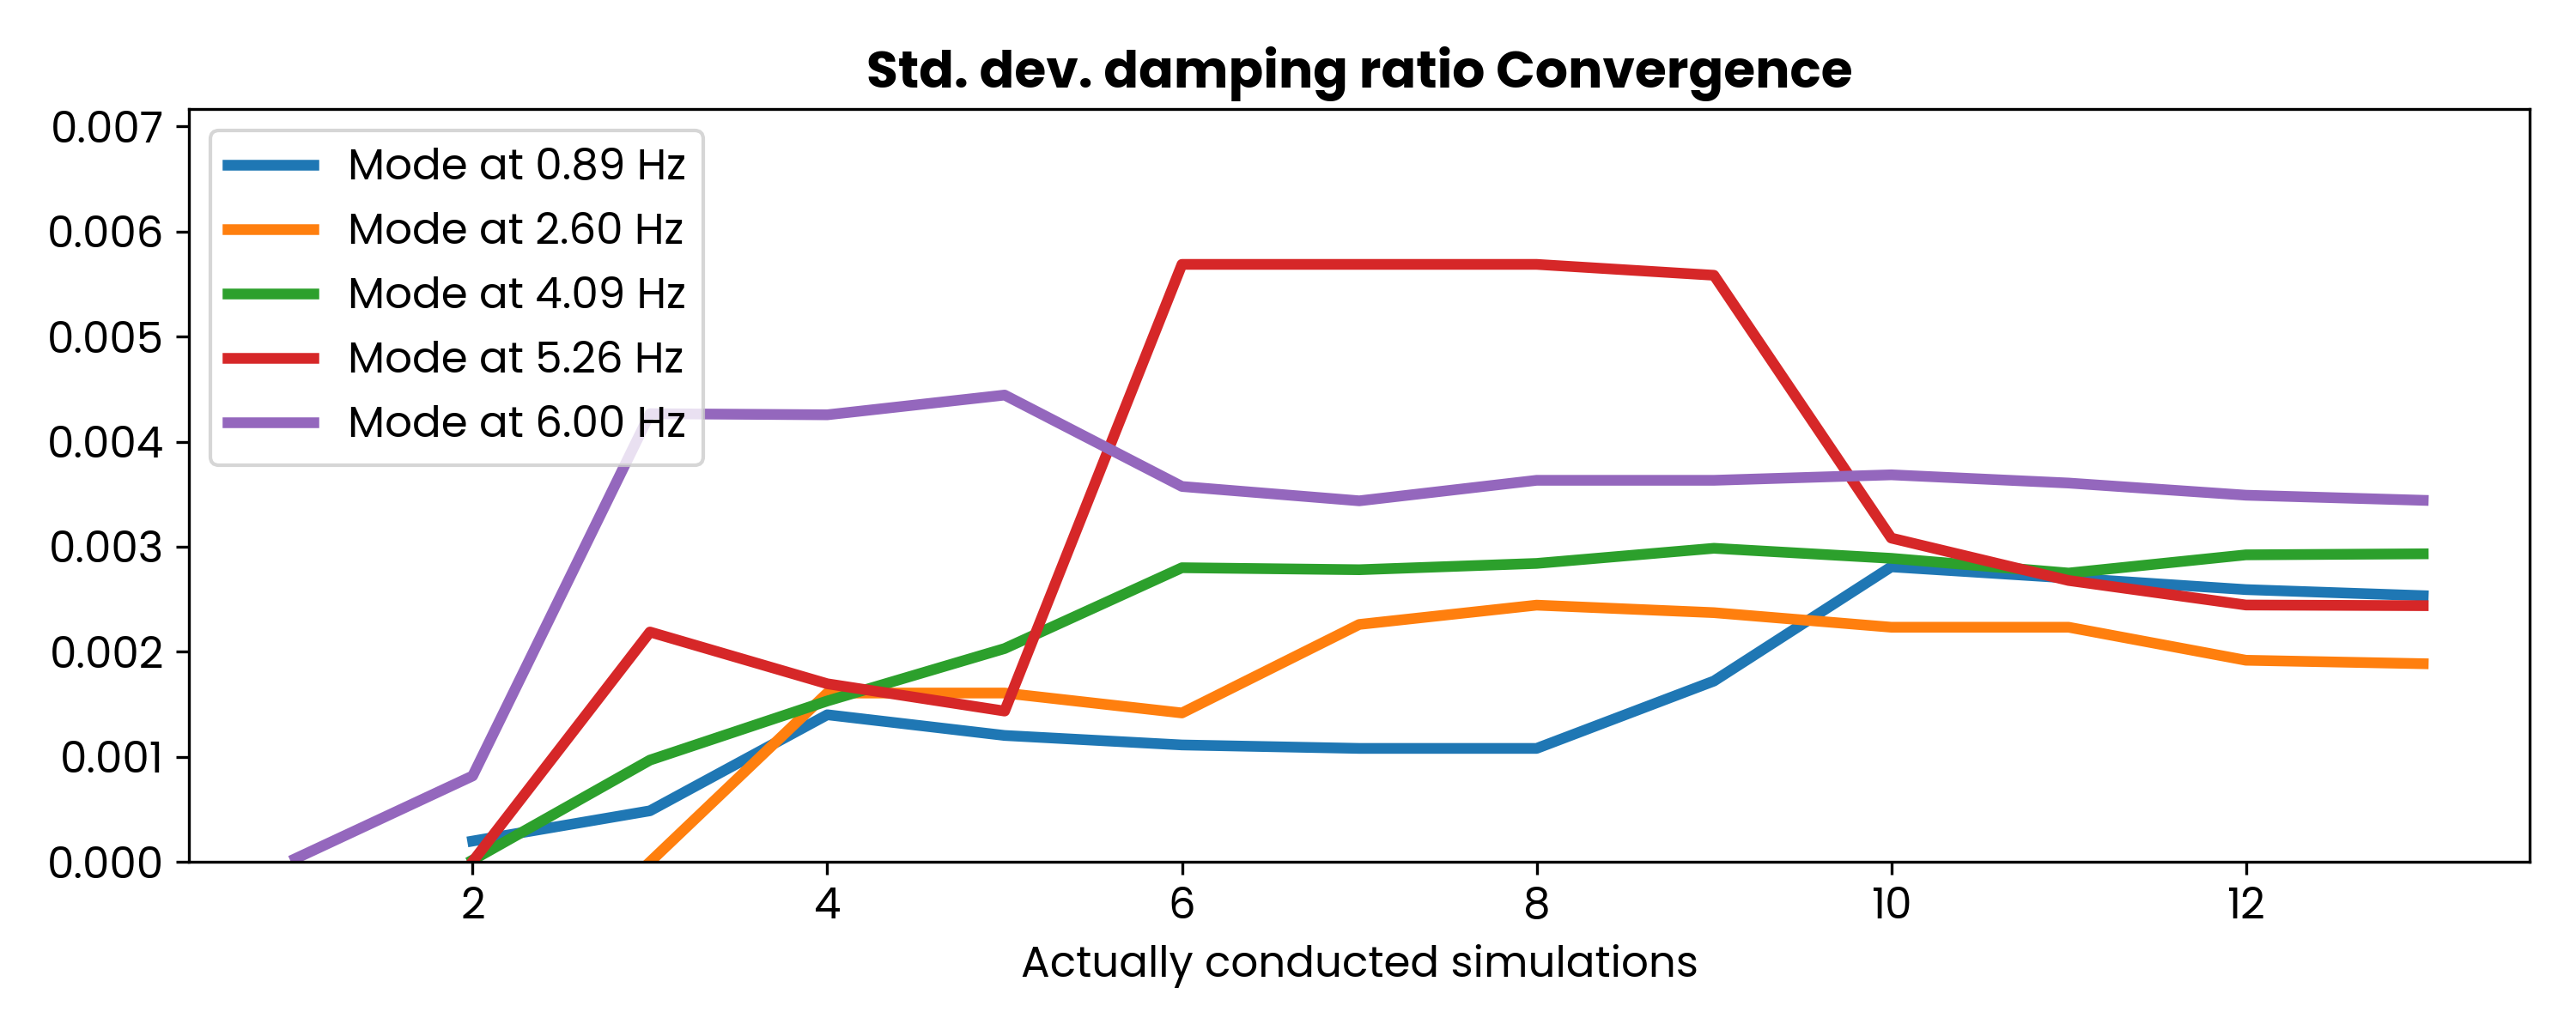 Std. dev. damping ratio Convergence
0.007
0.006
0.005
0.004
0.003
0.002
0.001
0.000
Mode at 0.89 Hz
Mode at 2.60 Hz
Mode at 4.09 Hz
Mode at 5.26 Hz
Mode at 6.00 Hz
2 4 6 8 10 12
Actually conducted simulations